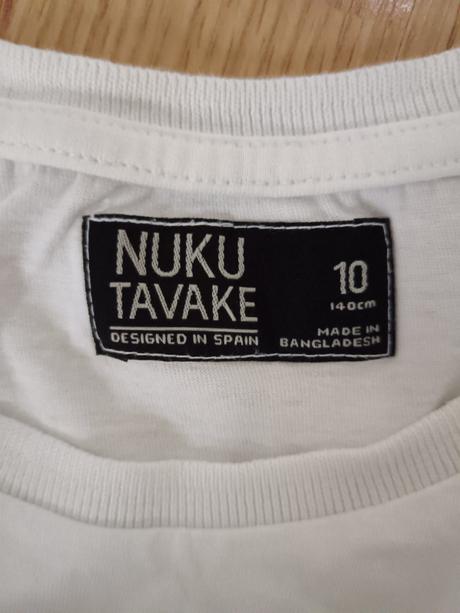 NUKU
TAVAKE
DESIGNED IN SPAIN
10
140cm
MADE IN
BANGLADESH